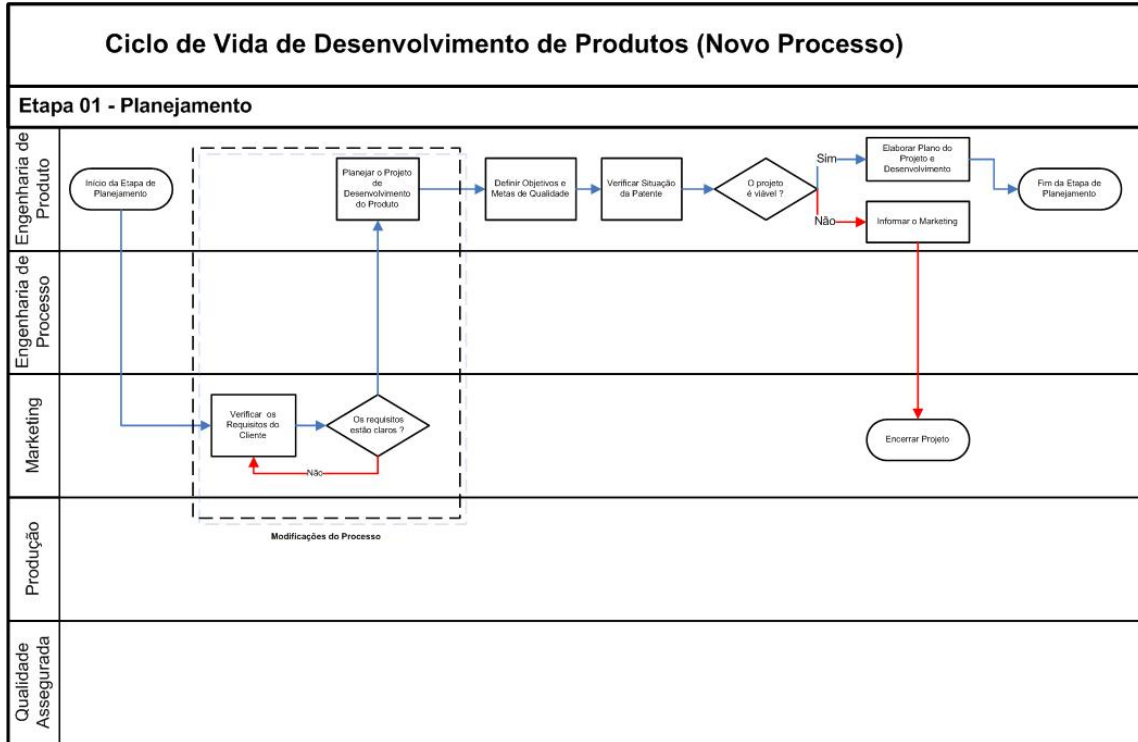 Ciclo de Vida de Desenvolvimento de Produtos (Novo Processo)
Etapa 01 - Planejamento
Engenharia de
Produto
Início da Etapa de
Planejamento
Planejar o Projeto
de
Desenvolvimento
do Produto
Definir Objetivos e
Metas de Qualidade
Verificar Situação
da Patente
O projeto
é viável ?
Sim
Não
Elaborar Plano do
Projeto e
Desenvolvimento
Informar o Marketing
Fim da Etapa de
Planejamento
Engenharia de
Processo
Marketing
Verificar os
Requisitos do
Cliente
Os requisitos
estão claros ?
Não
Encerrar Projeto
Modificações do Processo
Produção
Qualidade
Assegurada